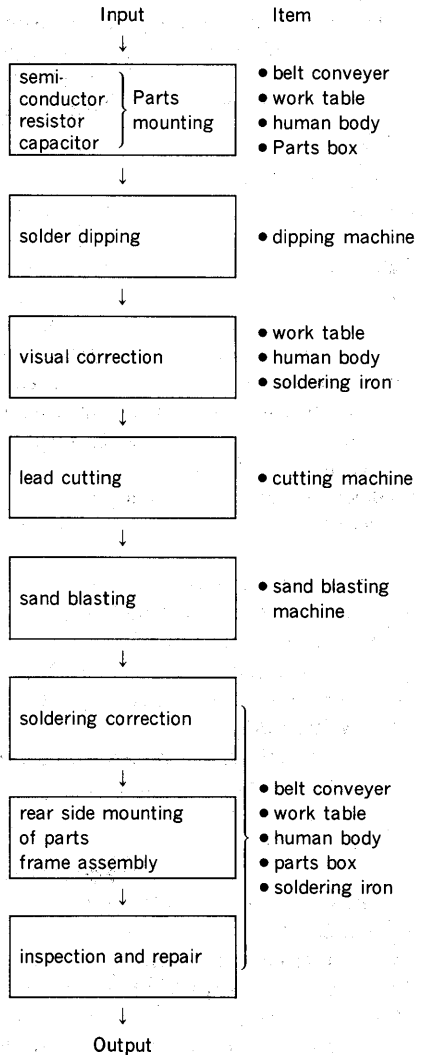 Input Item
semi-
conductor
resistor
capacitor
Parts
mounting
• belt conveyer
• work table
• human body
• Parts box
solder dipping
• dipping machine
visual correction
• work table
• human body
• soldering iron
lead cutting
• cutting machine
sand blasting
• sand blasting
machine
soldering correction
rear side mounting
of parts
frame assembly
inspection and repair
• belt conveyer
• work table
• human body
• parts box
• soldering iron
Output